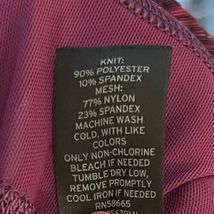 KNIT:
90% POLYESTER
10% SPANDEX
MESH:
77% NYLON
23% SPANDEX
MACHINE WASH
COLD, WITH LIKE
COLORS
ONLY NON-CHLORINE
BLEACH IF NEEDED
TUMBLE DRY LOW,
REMOVE PROMPTLY
COOL IRON IF NEEDED
RN58665